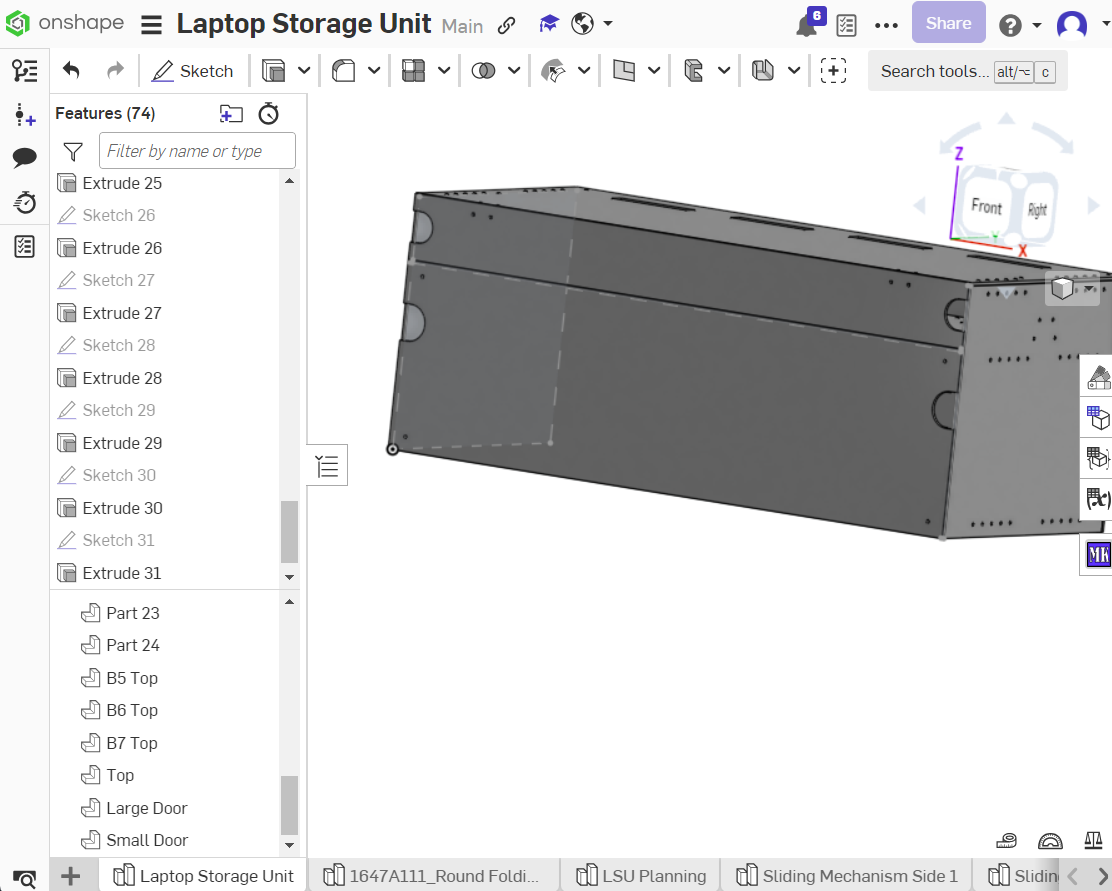 onshape Laptop Storage Unit Main 6 Share
Sketch Search tools... alt/⌥ c
Features (74)
Filter by name or type
Extrude 25
Sketch 26
Extrude 26
Sketch 27
Extrude 27
Sketch 28
Extrude 28
Sketch 29
Extrude 29
Sketch 30
Extrude 30
Sketch 31
Extrude 31
Part 23
Part 24
B5 Top
B6 Top
B7 Top
Top
Large Door
Small Door
Z
Front Right
Y
X
(x)
MK
Laptop Storage Unit 1647A111_Round Foldi... LSU Planning Sliding Mechanism Side 1 Sliding